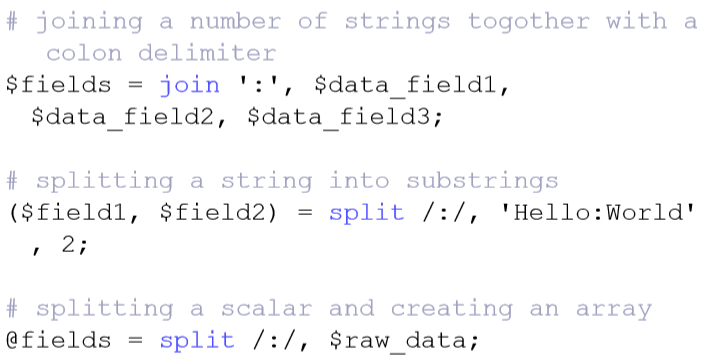 # joining a number of strings togother with a
colon delimiter
$fields = join ':', $data_field1,
$data_field2, $data_field3;
# splitting a string into substrings
($field1, $field2) = split /:/, 'Hello:World'
, 2;
# splitting a scalar and creating an array
@fields = split /:/, $raw_data;